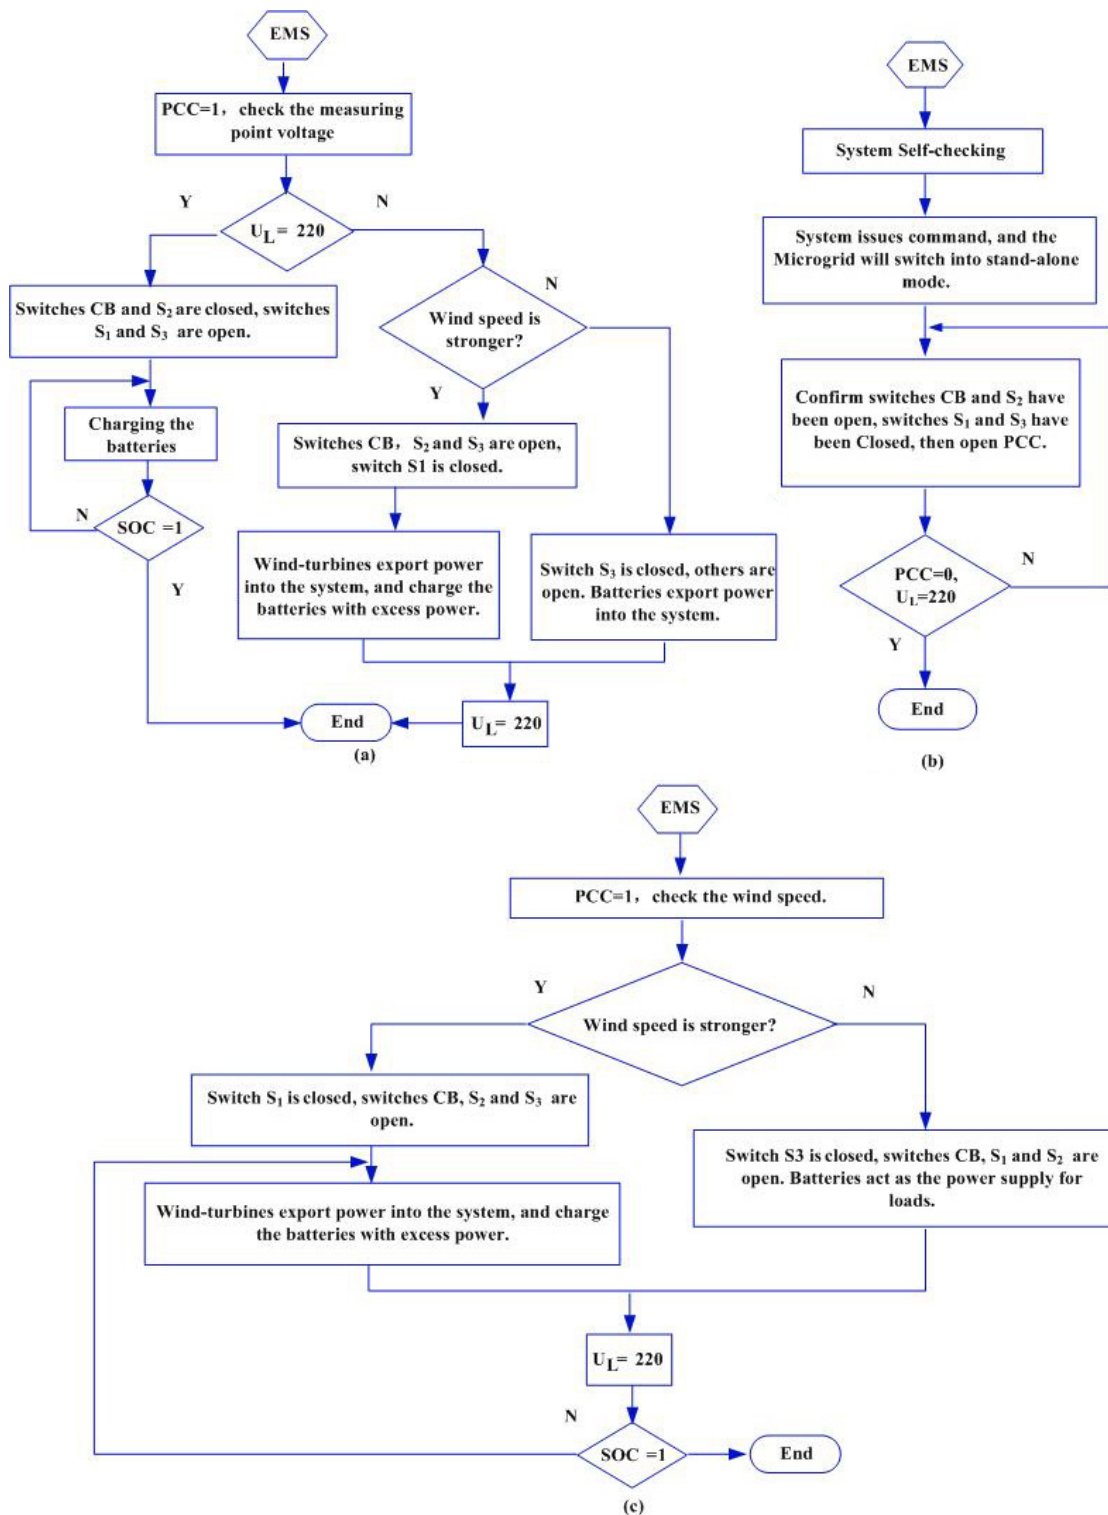 EMS
PCC=1，check the measuring
point voltage
Y
N
U_L= 220
Switches CB and S₂ are closed, switches
S₁ and S₃ are open.
N
Wind speed is
stronger?
Y
Charging the
batteries
N
SOC =1
Y
Switches CB，S₂ and S₃ are open,
switch S1 is closed.
Wind-turbines export power
into the system, and charge the
batteries with excess power.
Switch S₃ is closed, others are
open. Batteries export power
into the system.
End
U_L= 220
(a)
EMS
System Self-checking
System issues command, and the
Microgrid will switch into stand-alone
mode.
Confirm switches CB and S₂ have
been open, switches S₁ and S₃ have
been Closed, then open PCC.
PCC=0,
U_L=220
N
Y
End
(b)
EMS
PCC=1，check the wind speed.
Y
N
Wind speed is stronger?
Switch S₁ is closed, switches CB, S₂ and S₃ are
open.
Wind-turbines export power into the system, and charge
the batteries with excess power.
Switch S3 is closed, switches CB, S₁ and S₂ are
open. Batteries act as the power supply for
loads.
U_L= 220
N
SOC =1
End
(c)